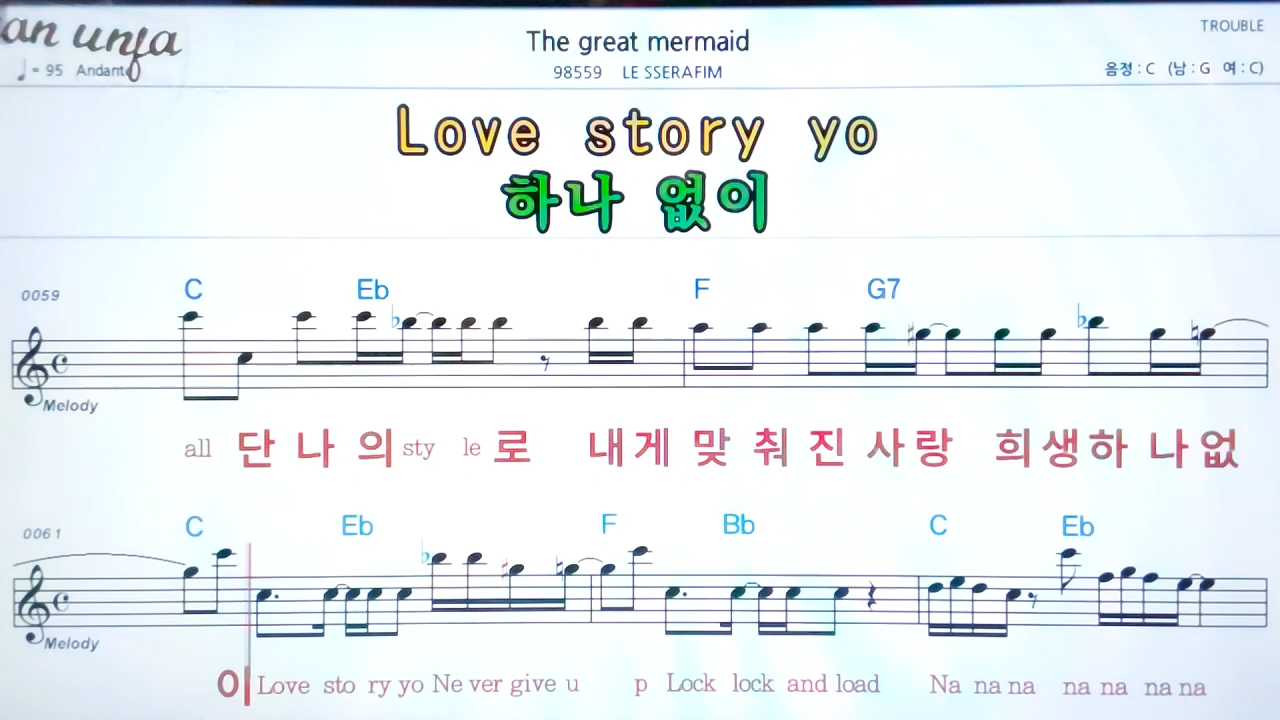 an unfa
TROUBLE
The great mermaid
♩= 95 Andante
98559 LE SSERAFIM
음정 : C (남 : G 여 : C)
Love story yo
하나 없이
0059 C Eb F G7
Melody
all 단 나 의 sty le 로 내게 맞 춰 진 사랑 희생하 나없
0061 C Eb F Bb C Eb
Melody
이 Love sto ry yo Ne ver give u p Lock lock and load Na na na na na na na